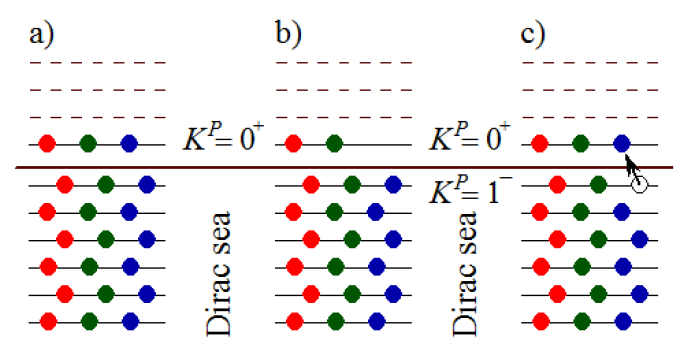 a)
b)
c)
K^P = 0^+
K^P = 0^+
K^P = 1^−
Dirac sea
Dirac sea